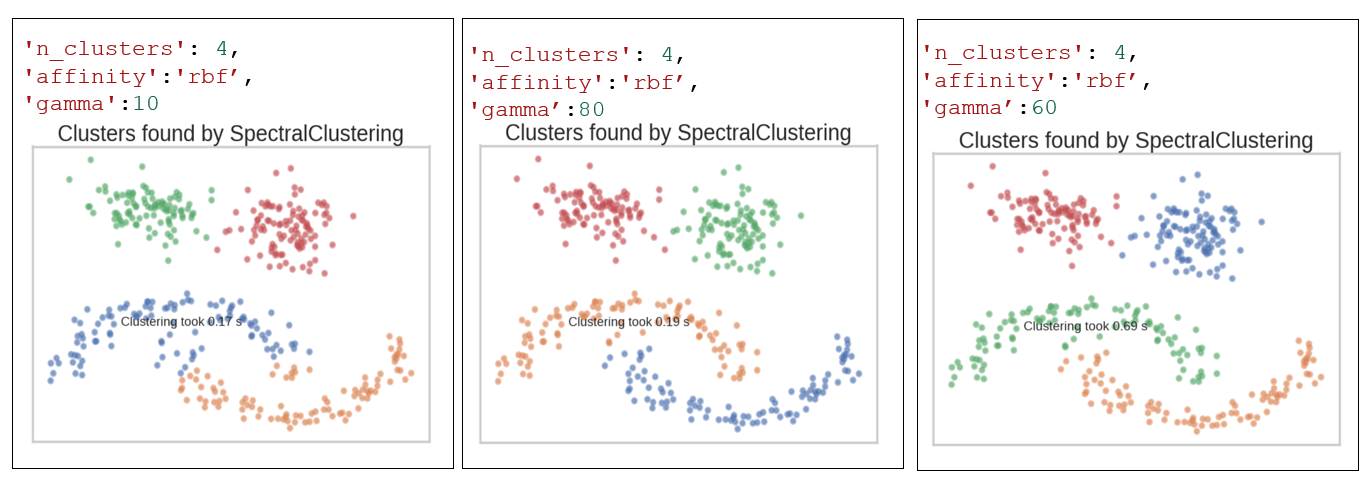 'n_clusters': 4,
'affinity':'rbf’,
'gamma':10
Clusters found by SpectralClustering
Clustering took 0.17 s
'n_clusters': 4,
'affinity':'rbf’,
'gamma’:80
Clusters found by SpectralClustering
Clustering took 0.19 s
'n_clusters': 4,
'affinity':'rbf’,
'gamma’:60
Clusters found by SpectralClustering
Clustering took 0.69 s